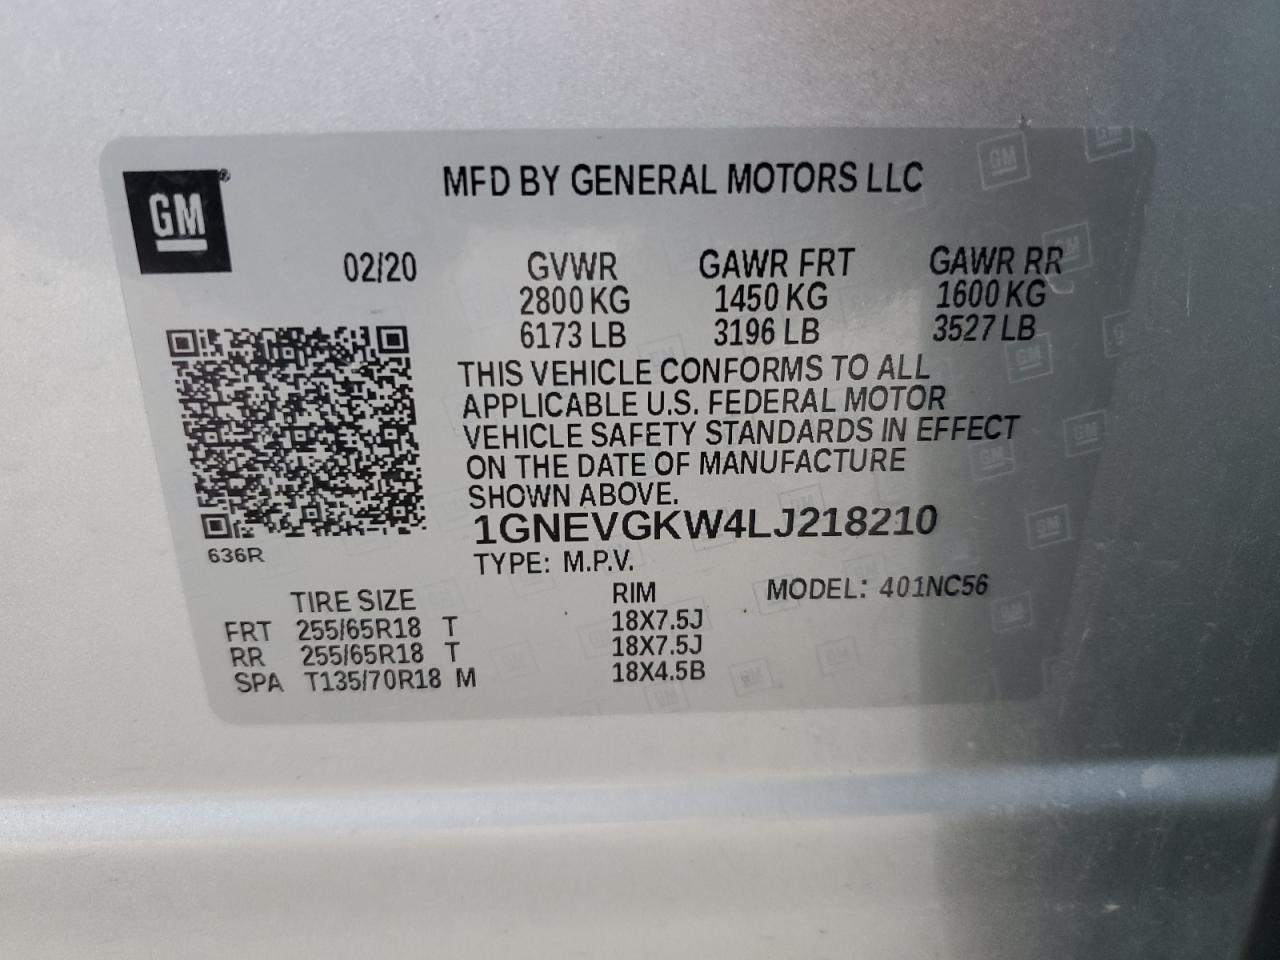 GM®
MFD BY GENERAL MOTORS LLC
02/20 GVWR GAWR FRT GAWR RR
2800 KG 1450 KG 1600 KG
6173 LB 3196 LB 3527 LB
THIS VEHICLE CONFORMS TO ALL
APPLICABLE U.S. FEDERAL MOTOR
VEHICLE SAFETY STANDARDS IN EFFECT
ON THE DATE OF MANUFACTURE
SHOWN ABOVE.
1GNEVGKW4LJ218210
636R
TYPE: M.P.V.
TIRE SIZE RIM MODEL: 401NC56
FRT 255/65R18 T 18X7.5J
RR 255/65R18 T 18X7.5J
SPA T135/70R18 M 18X4.5B